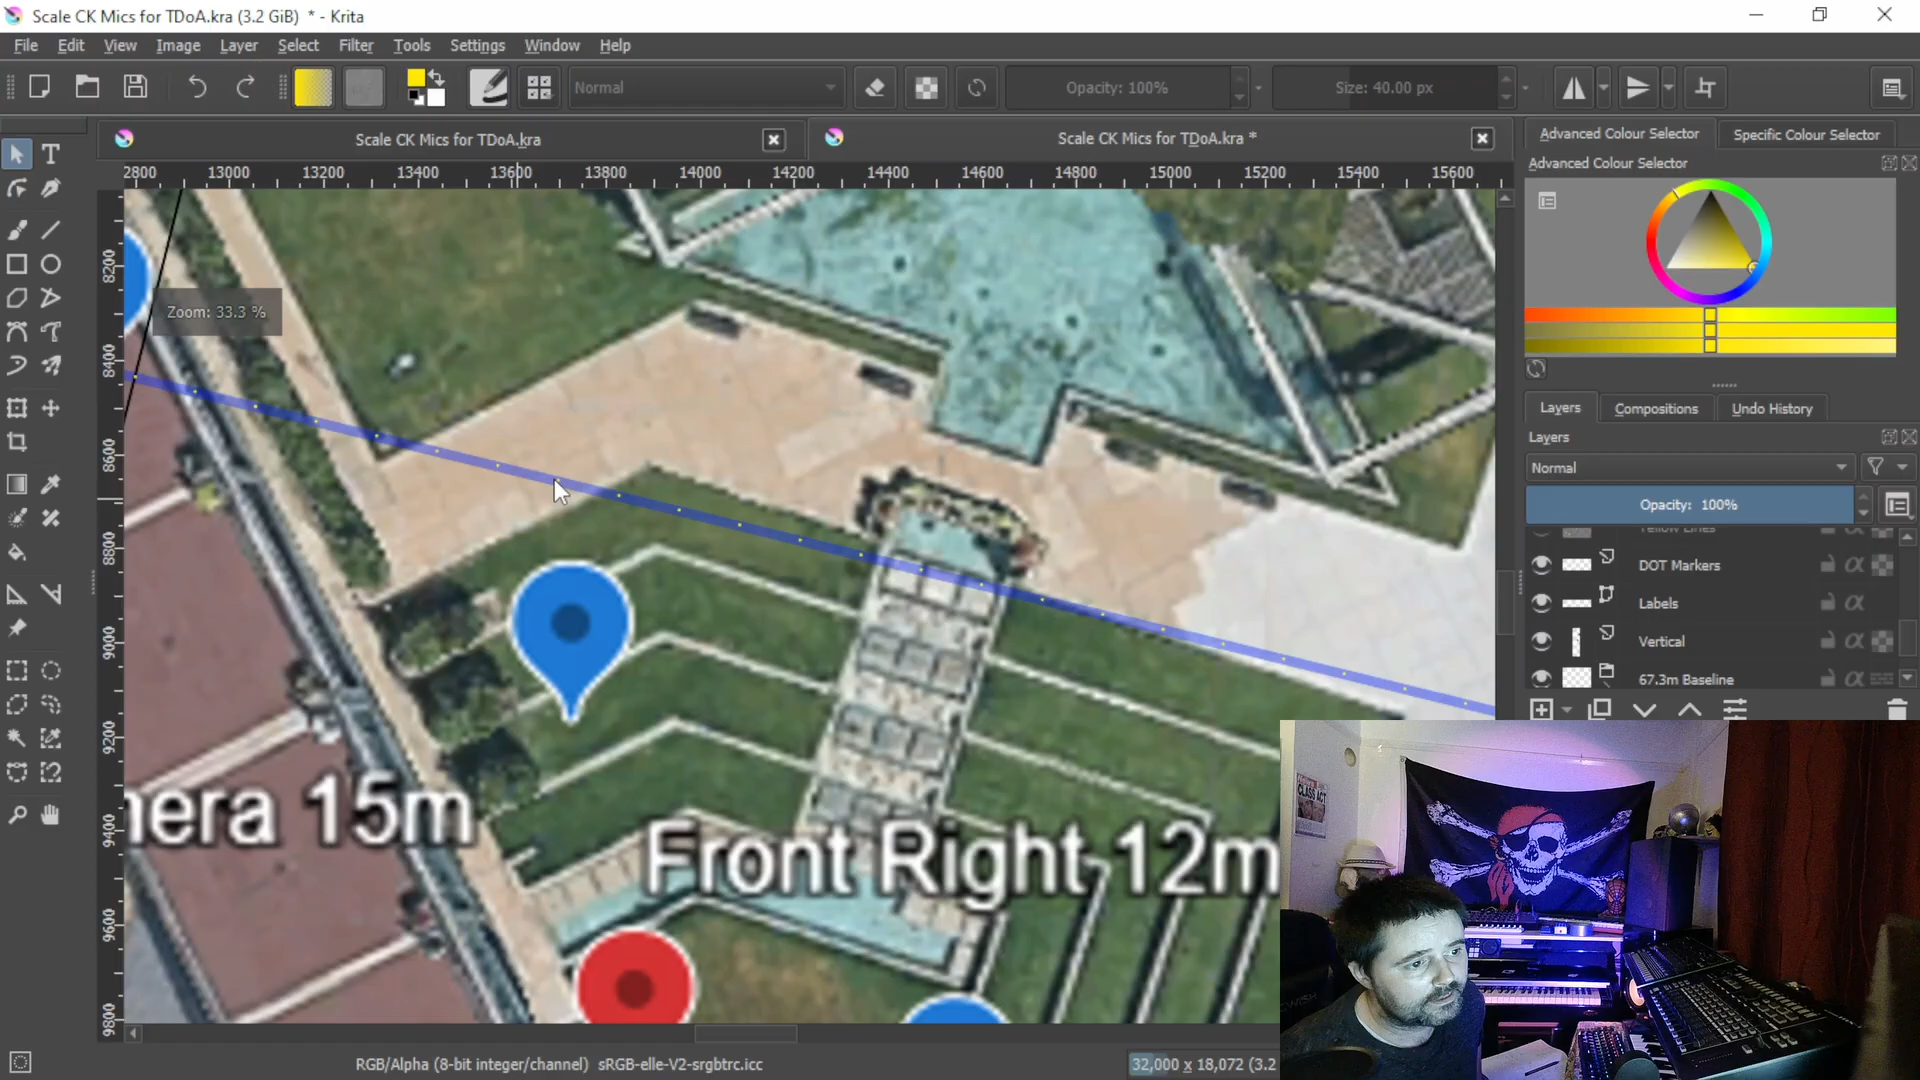 Scale CK Mics for TDoA.kra (3.2 GiB) * - Krita
File Edit View Image Layer Select Filter Tools Settings Window Help
Normal Opacity: 100% Size: 40.00 px
Scale CK Mics for TDoA.kra Scale CK Mics for TDoA.kra *
Advanced Colour Selector Specific Colour Selector
Advanced Colour Selector
2800 13000 13200 13400 13600 13800 14000 14200 14400 14600 14800 15000 15200 15400 15600
8200
8400
8600
8800
9000
9200
9400
9600
9800
Zoom: 33.3 %
Layers Compositions Undo History
Layers
Normal
Opacity: 100%
Yellow Lines
DOT Markers
Labels
Vertical
67.3m Baseline
nera 15m
Front Right 12m
CLASS ACT
RGB/Alpha (8-bit integer/channel) sRGB-elle-V2-srgbtrc.icc
32,000 x 18,072 (3.2